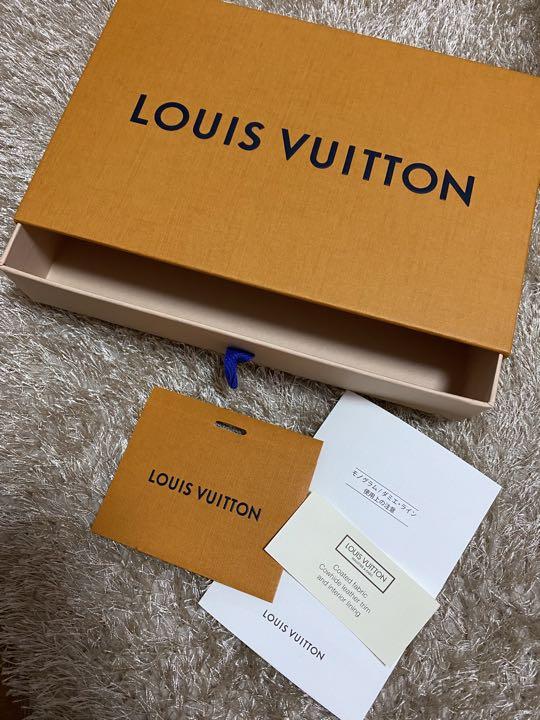 LOUIS VUITTON
LOUIS VUITTON
モノグラム / ダミエ・ライン
使用上の注意
LOUIS VUITTON
Coated fabric
Cowhide leather trim
and interior lining
LOUIS VUITTON